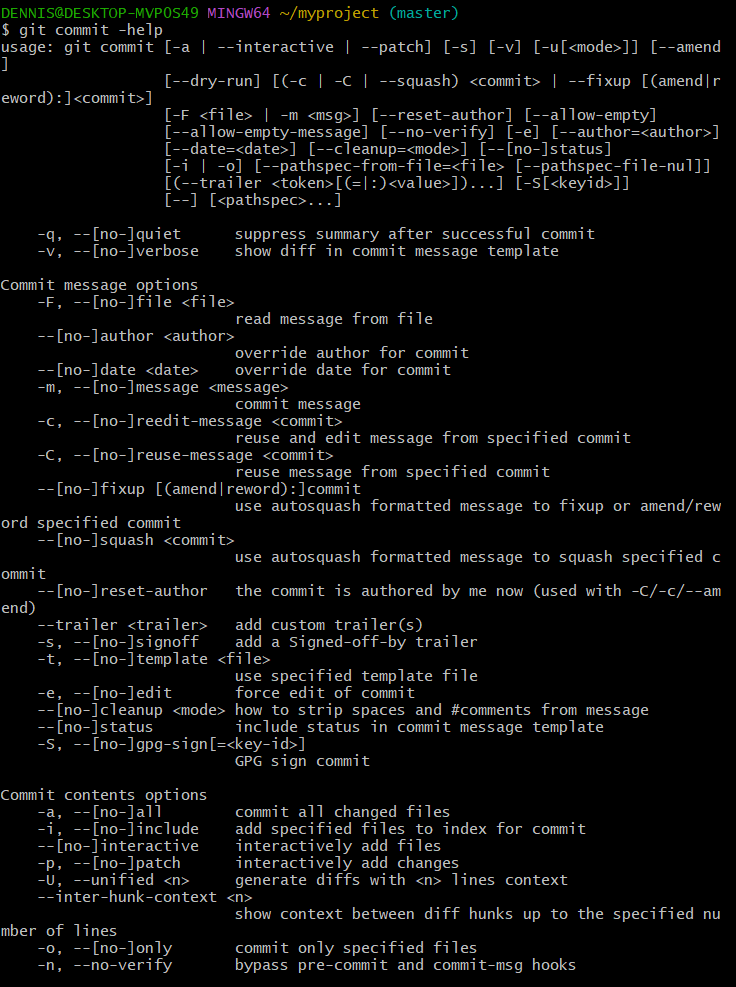 DENNIS@DESKTOP-MVPOS49 MINGW64 ~/myproject (master)
$ git commit -help
usage: git commit [-a | --interactive | --patch] [-s] [-v] [-u[<mode>]] [--amend
]
                  [--dry-run] [(-c | -C | --squash) <commit> | --fixup [(amend|r
eword):]<commit>]
                  [-F <file> | -m <msg>] [--reset-author] [--allow-empty]
                  [--allow-empty-message] [--no-verify] [-e] [--author=<author>]
                  [--date=<date>] [--cleanup=<mode>] [--[no-]status]
                  [-i | -o] [--pathspec-from-file=<file> [--pathspec-file-nul]]
                  [(--trailer <token>[(=|:)<value>])...] [-S[<keyid>]]
                  [--] [<pathspec>...]

    -q, --[no-]quiet      suppress summary after successful commit
    -v, --[no-]verbose    show diff in commit message template

Commit message options
    -F, --[no-]file <file>
                          read message from file
    --[no-]author <author>
                          override author for commit
    --[no-]date <date>    override date for commit
    -m, --[no-]message <message>
                          commit message
    -c, --[no-]reedit-message <commit>
                          reuse and edit message from specified commit
    -C, --[no-]reuse-message <commit>
                          reuse message from specified commit
    --[no-]fixup [(amend|reword):]commit
                          use autosquash formatted message to fixup or amend/rew
ord specified commit
    --[no-]squash <commit>
                          use autosquash formatted message to squash specified c
ommit
    --[no-]reset-author   the commit is authored by me now (used with -C/-c/--am
end)
    --trailer <trailer>   add custom trailer(s)
    -s, --[no-]signoff    add a Signed-off-by trailer
    -t, --[no-]template <file>
                          use specified template file
    -e, --[no-]edit       force edit of commit
    --[no-]cleanup <mode> how to strip spaces and #comments from message
    --[no-]status         include status in commit message template
    -S, --[no-]gpg-sign[=<key-id>]
                          GPG sign commit

Commit contents options
    -a, --[no-]all        commit all changed files
    -i, --[no-]include    add specified files to index for commit
    --[no-]interactive    interactively add files
    -p, --[no-]patch      interactively add changes
    -U, --unified <n>     generate diffs with <n> lines context
    --inter-hunk-context <n>
                          show context between diff hunks up to the specified nu
mber of lines
    -o, --[no-]only       commit only specified files
    -n, --no-verify       bypass pre-commit and commit-msg hooks